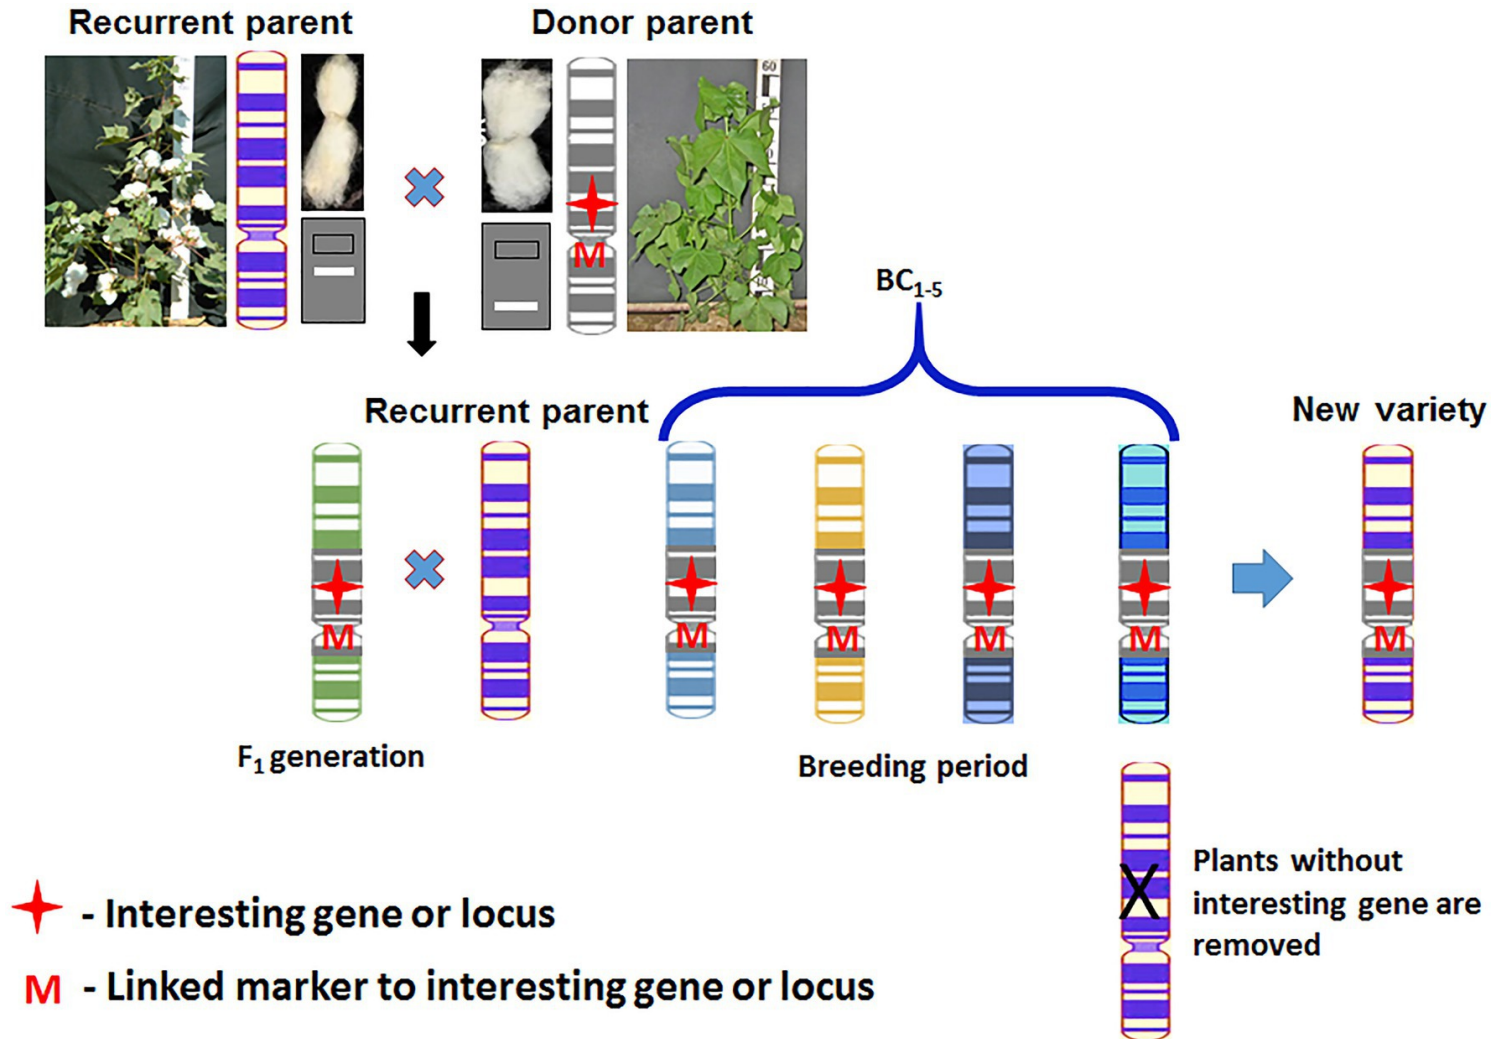 Recurrent parent
Donor parent
60
M
BC1-5
Recurrent parent
New variety
M
M
M
M
M
M
F1 generation
Breeding period
X
Plants without
interesting gene are
removed
- Interesting gene or locus
M - Linked marker to interesting gene or locus